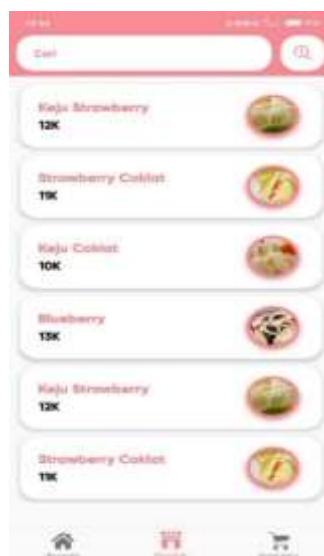 Cari
Keju Strawberry
12K
Strawberry Coklat
11K
Keju Coklat
10K
Blueberry
13K
Keju Strawberry
12K
Strawberry Coklat
11K